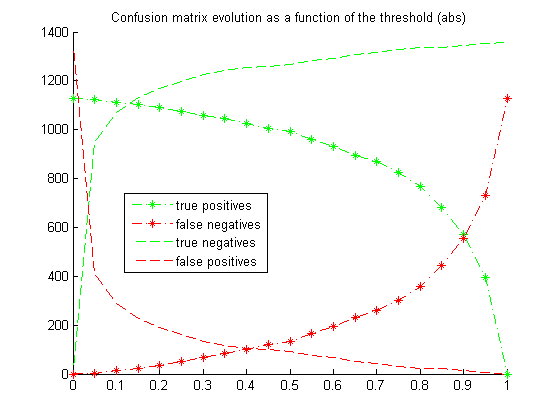 Confusion matrix evolution as a function of the threshold (abs)
1400
1200
1000
800
600
400
200
0
true positives
false negatives
true negatives
false positives
0 0.1 0.2 0.3 0.4 0.5 0.6 0.7 0.8 0.9 1